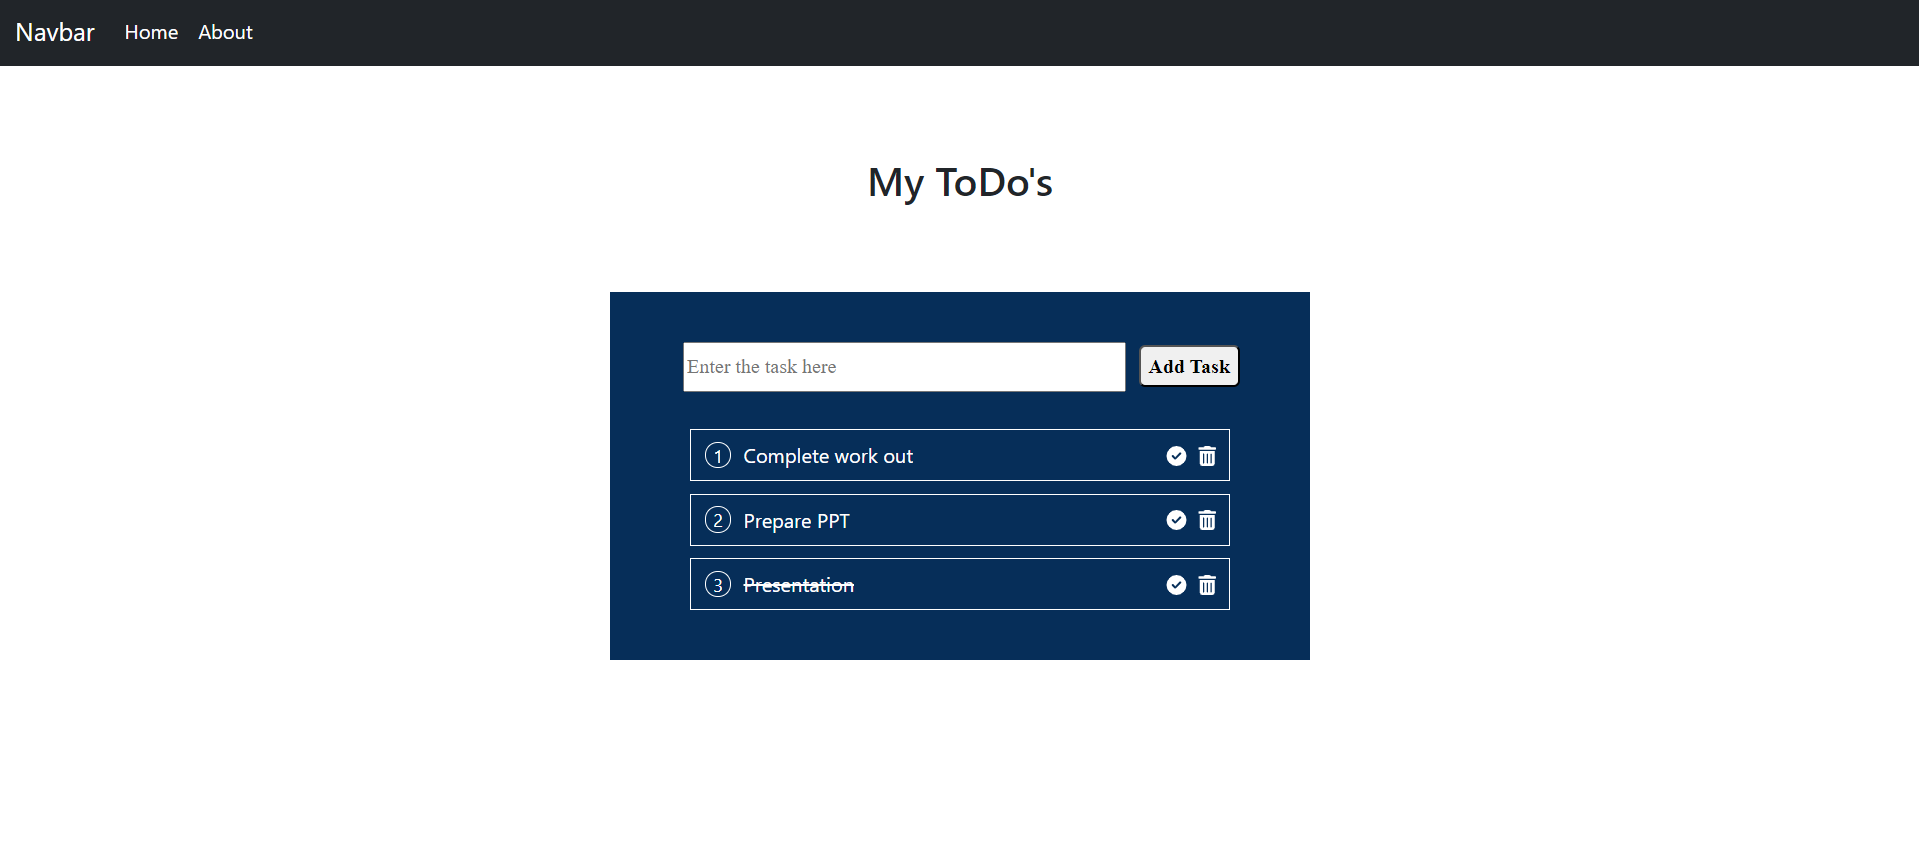 Navbar Home About
My ToDo's
Enter the task here Add Task
1 Complete work out
2 Prepare PPT
3 Presentation